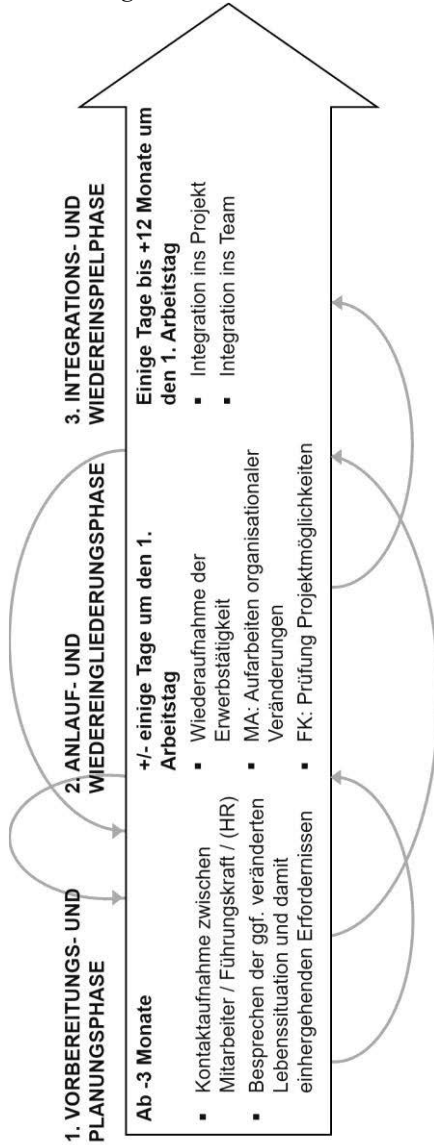 1. VORBEREITUNGS- UND
PLANUNGSPHASE
Ab -3 Monate
▪ Kontaktaufnahme zwischen
Mitarbeiter / Führungskraft / (HR)
▪ Besprechen der ggf. veränderten
Lebenssituation und damit
einhergehenden Erfordernissen
2. ANLAUF- UND
WIEDEREINGLIEDERUNGSPHASE
+/- einige Tage um den 1.
Arbeitstag
▪ Wiederaufnahme der
Erwerbstätigkeit
▪ MA: Aufarbeiten organisationaler
Veränderungen
▪ FK: Prüfung Projektmöglichkeiten
3. INTEGRATIONS- UND
WIEDEREINSPIELPHASE
Einige Tage bis +12 Monate um
den 1. Arbeitstag
▪ Integration ins Projekt
▪ Integration ins Team